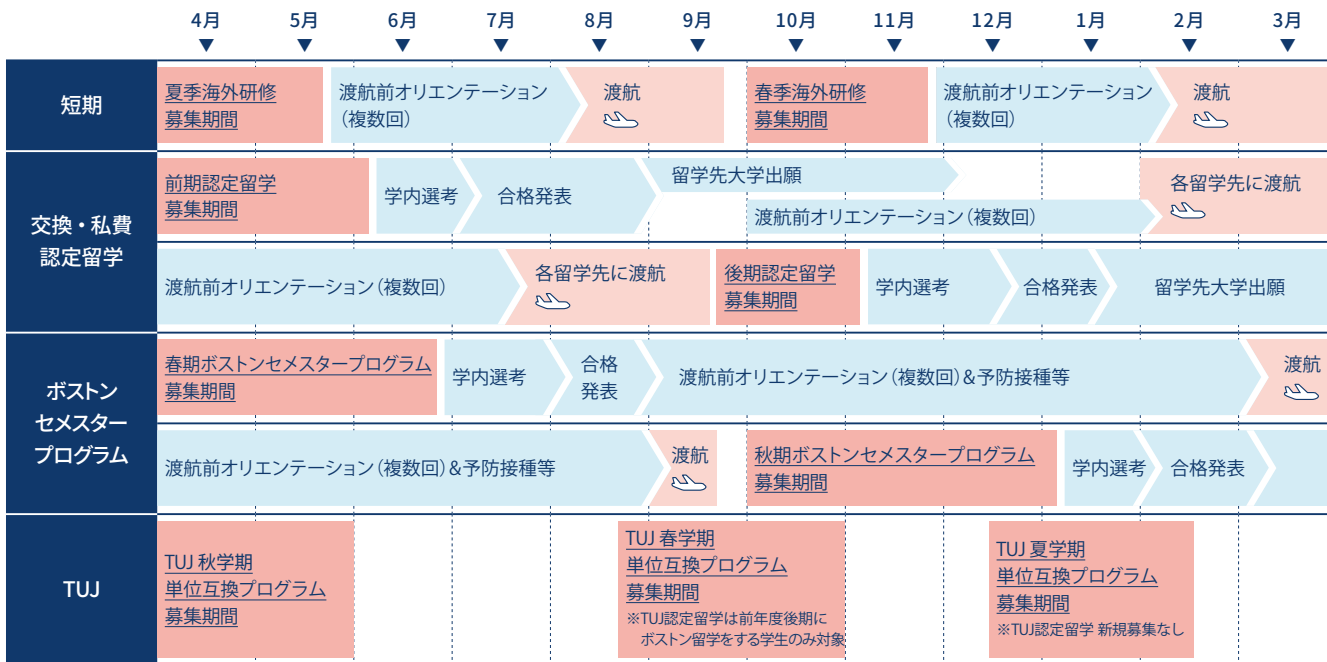 4月 5月 6月 7月 8月 9月 10月 11月 12月 1月 2月 3月
短期
夏季海外研修
募集期間
渡航前オリエンテーション
(複数回)
渡航
春季海外研修
募集期間
渡航前オリエンテーション
(複数回)
渡航
交換・私費
認定留学
前期認定留学
募集期間
学内選考
合格発表
留学先大学出願
渡航前オリエンテーション(複数回)
各留学先に渡航
渡航前オリエンテーション(複数回)
各留学先に渡航
後期認定留学
募集期間
学内選考
合格発表
留学先大学出願
ボストン
セメスター
プログラム
春期ボストンセメスタープログラム
募集期間
学内選考
合格
発表
渡航前オリエンテーション(複数回)&予防接種等
渡航
渡航前オリエンテーション(複数回)&予防接種等
渡航
秋期ボストンセメスタープログラム
募集期間
学内選考
合格発表
TUJ
TUJ 秋学期
単位互換プログラム
募集期間
TUJ 春学期
単位互換プログラム
募集期間
※TUJ認定留学は前年度後期に
ボストン留学をする学生のみ対象
TUJ 夏学期
単位互換プログラム
募集期間
※TUJ認定留学 新規募集なし